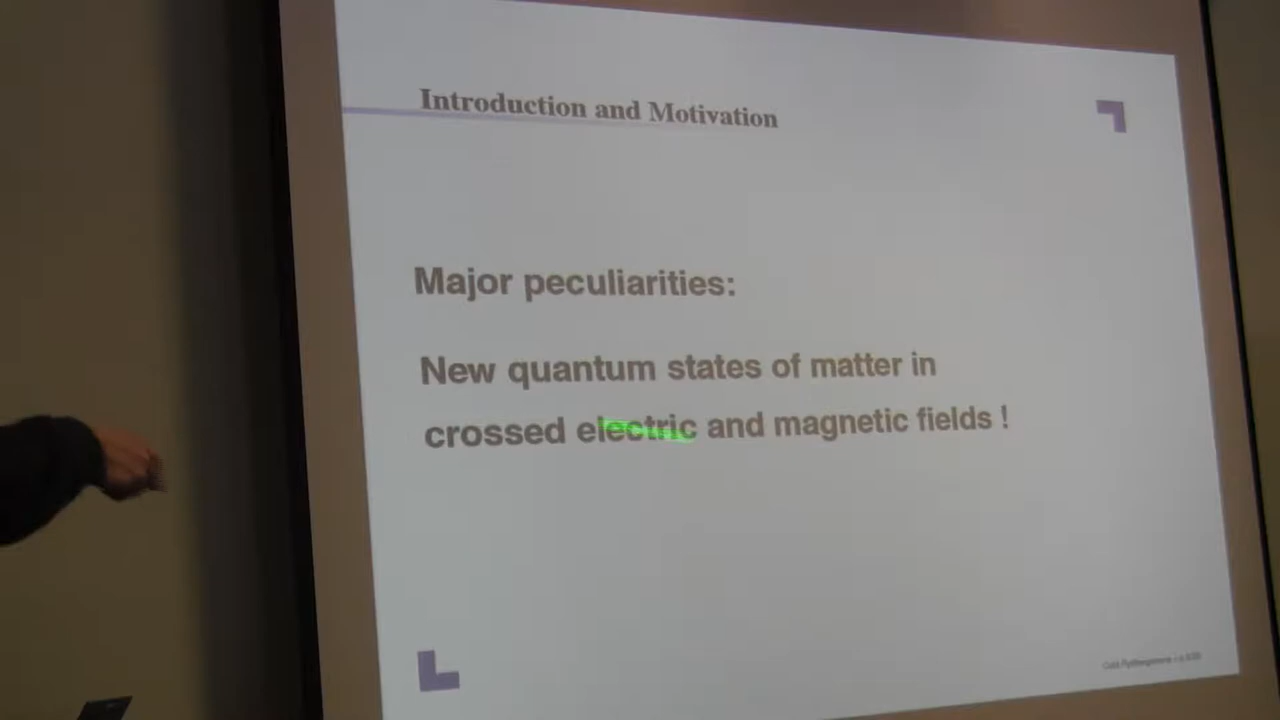 Introduction and Motivation
Major peculiarities:
New quantum states of matter in
crossed electric and magnetic fields !